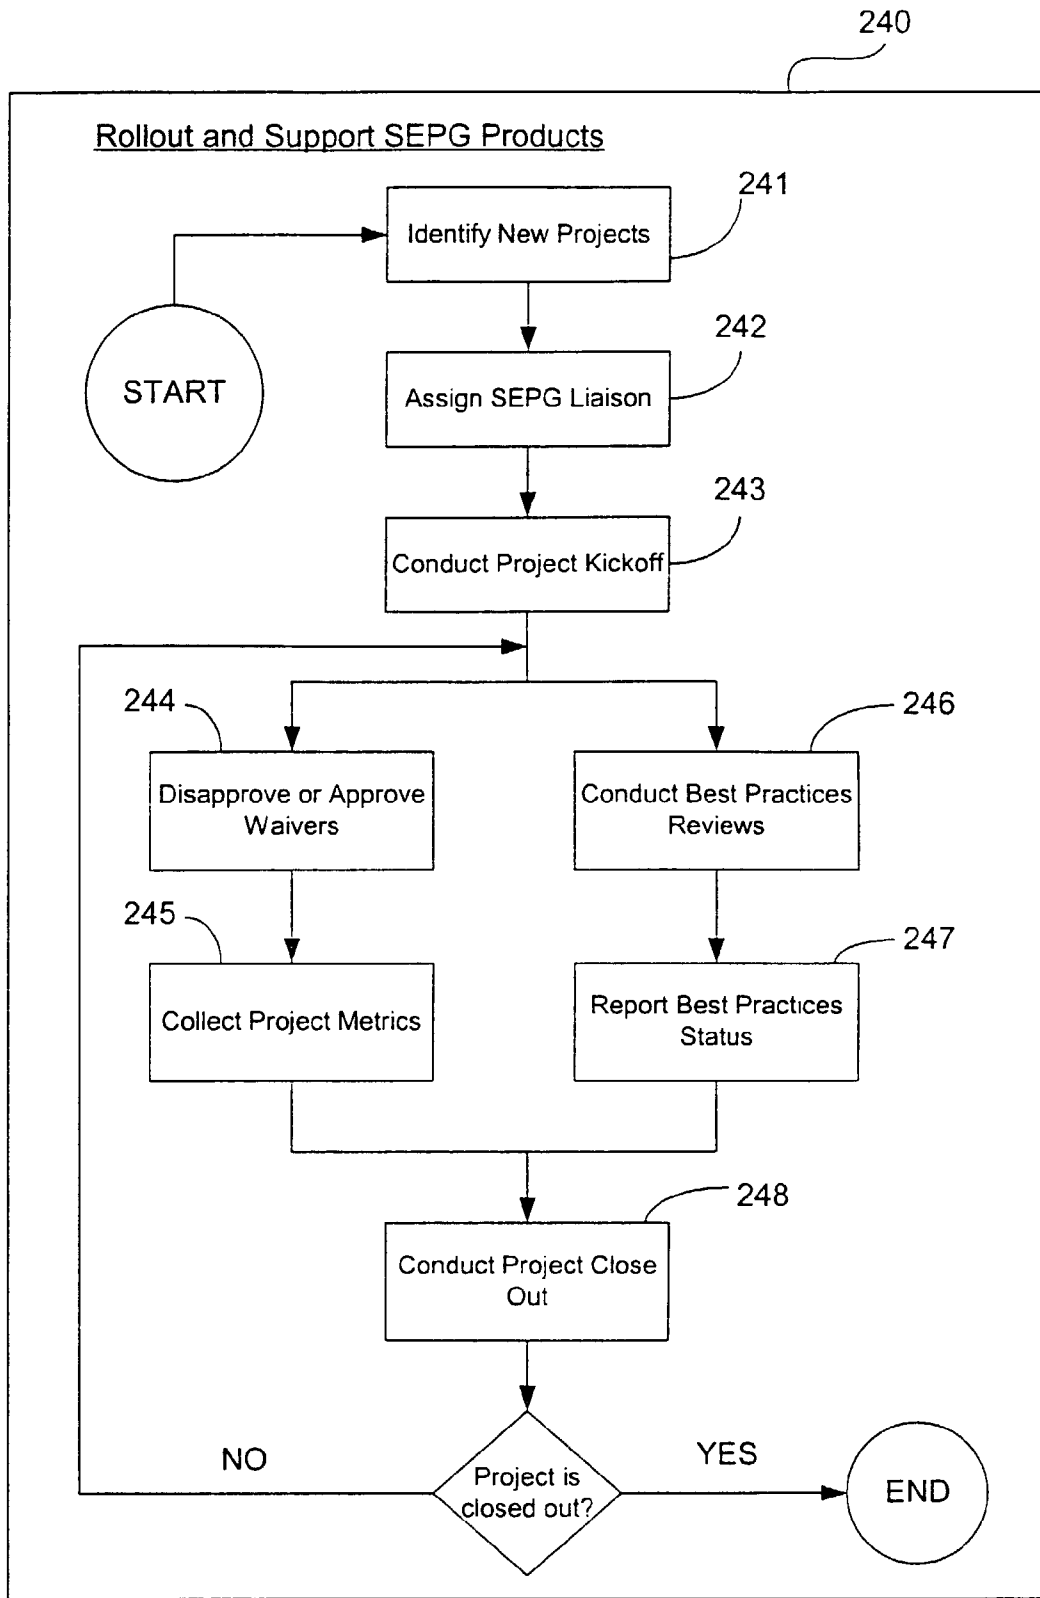 240
Rollout and Support SEPG Products
241
Identify New Projects
242
START
Assign SEPG Liaison
243
Conduct Project Kickoff
244
246
Disapprove or Approve
Waivers
Conduct Best Practices
Reviews
245
247
Collect Project Metrics
Report Best Practices
Status
248
Conduct Project Close
Out
NO
YES
Project is
closed out?
END